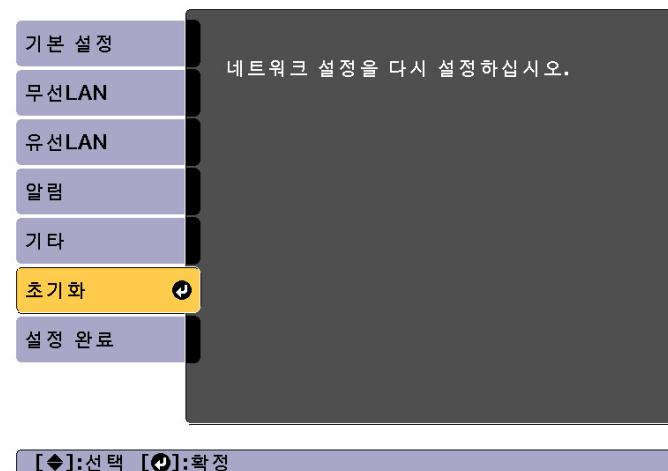 기본 설정
무선LAN
유선LAN
알림
기타
초기화
설정 완료
네트워크 설정을 다시 설정하십시오.
[◆]:선택 [↵]:확정